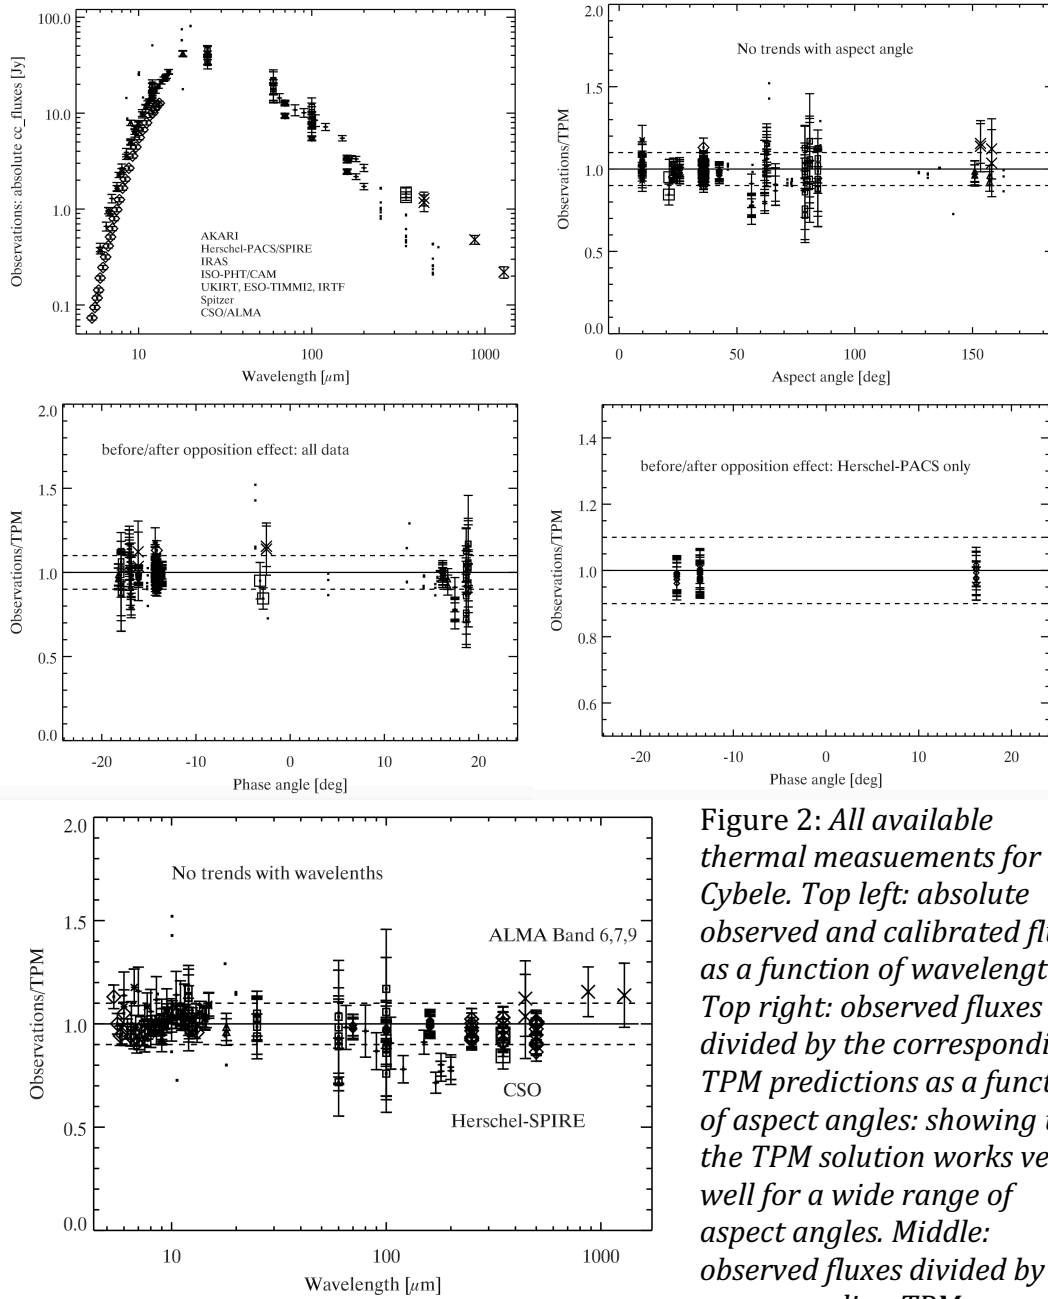 100.0
10.0
1.0
0.1
Observations: absolute cc_fluxes [Jy]
AKARI
Herschel-PACS/SPIRE
IRAS
ISO-PHT/CAM
UKIRT, ESO-TIMMI2, IRTF
Spitzer
CSO/ALMA
10 100 1000
Wavelength [μm]
2.0
1.5
1.0
0.5
0.0
Observations/TPM
No trends with aspect angle
0 50 100 150
Aspect angle [deg]
2.0
1.5
1.0
0.5
0.0
Observations/TPM
before/after opposition effect: all data
-20 -10 0 10 20
Phase angle [deg]
1.4
1.2
1.0
0.8
0.6
Observations/TPM
before/after opposition effect: Herschel-PACS only
-20 -10 0 10 20
Phase angle [deg]
2.0
1.5
1.0
0.5
0.0
Observations/TPM
No trends with wavelenths
ALMA Band 6,7,9
CSO
Herschel-SPIRE
10 100 1000
Wavelength [μm]
Figure 2: All available
thermal measuements for
Cybele. Top left: absolute
observed and calibrated
as a function of
Top right: observed fluxes
divided by the
TPM predictions as a
of aspect angles: showing
the TPM solution works
well for a wide range of
aspect angles. Middle:
observed fluxes divided by